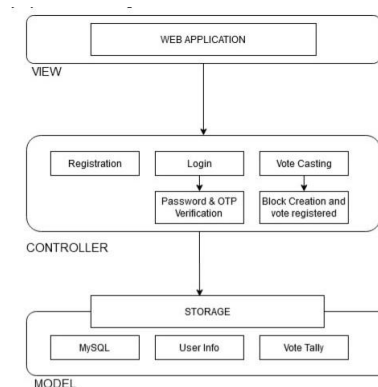 WEB APPLICATION
VIEW
Registration
Login
Vote Casting
Password & OTP
Verification
Block Creation and
vote registered
CONTROLLER
STORAGE
MySQL
User Info
Vote Tally
MODEL